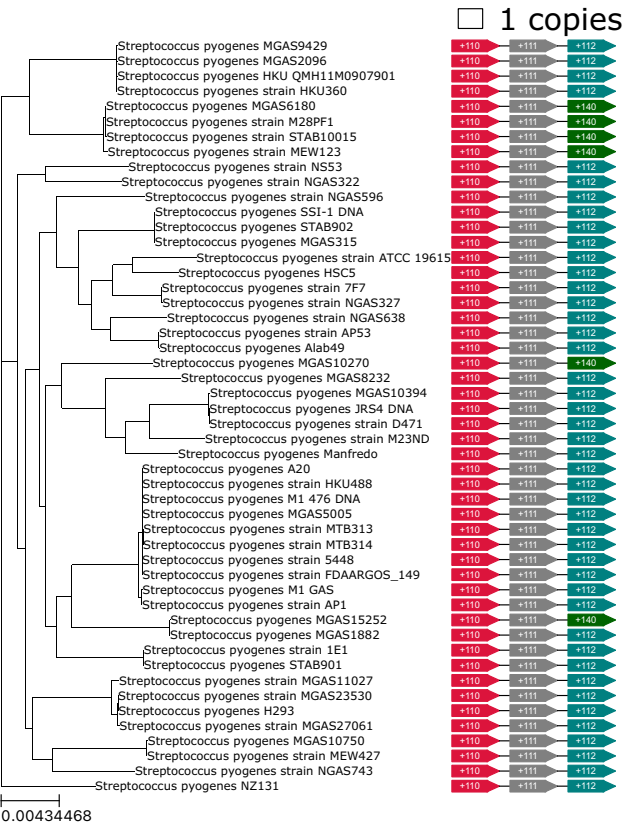 1 copies
Streptococcus pyogenes MGAS9429 +110 +111 +112
Streptococcus pyogenes MGAS2096 +110 +111 +112
Streptococcus pyogenes HKU QMH11M0907901 +110 +111 +112
Streptococcus pyogenes strain HKU360 +110 +111 +112
Streptococcus pyogenes MGAS6180 +110 +111 +140
Streptococcus pyogenes strain M28PF1 +110 +111 +140
Streptococcus pyogenes strain STAB10015 +110 +111 +140
Streptococcus pyogenes strain MEW123 +110 +111 +140
Streptococcus pyogenes strain NS53 +110 +111 +112
Streptococcus pyogenes strain NGAS322 +110 +111 +112
Streptococcus pyogenes strain NGAS596 +110 +111 +112
Streptococcus pyogenes SSI-1 DNA +110 +111 +112
Streptococcus pyogenes STAB902 +110 +111 +112
Streptococcus pyogenes MGAS315 +110 +111 +112
Streptococcus pyogenes strain ATCC 19615 +110 +111 +112
Streptococcus pyogenes HSC5 +110 +111 +112
Streptococcus pyogenes strain 7F7 +110 +111 +112
Streptococcus pyogenes strain NGAS327 +110 +111 +112
Streptococcus pyogenes strain NGAS638 +110 +111 +112
Streptococcus pyogenes strain AP53 +110 +111 +112
Streptococcus pyogenes Alab49 +110 +111 +112
Streptococcus pyogenes MGAS10270 +110 +111 +140
Streptococcus pyogenes MGAS8232 +110 +111 +112
Streptococcus pyogenes MGAS10394 +110 +111 +112
Streptococcus pyogenes JRS4 DNA +110 +111 +112
Streptococcus pyogenes strain D471 +110 +111 +112
Streptococcus pyogenes strain M23ND +110 +111 +112
Streptococcus pyogenes Manfredo +110 +111 +112
Streptococcus pyogenes A20 +110 +111 +112
Streptococcus pyogenes strain HKU488 +110 +111 +112
Streptococcus pyogenes M1 476 DNA +110 +111 +112
Streptococcus pyogenes MGAS5005 +110 +111 +112
Streptococcus pyogenes strain MTB313 +110 +111 +112
Streptococcus pyogenes strain MTB314 +110 +111 +112
Streptococcus pyogenes strain 5448 +110 +111 +112
Streptococcus pyogenes strain FDAARGOS_149 +110 +111 +112
Streptococcus pyogenes M1 GAS +110 +111 +112
Streptococcus pyogenes strain AP1 +110 +111 +112
Streptococcus pyogenes MGAS15252 +110 +111 +140
Streptococcus pyogenes MGAS1882 +110 +111 +112
Streptococcus pyogenes strain 1E1 +110 +111 +112
Streptococcus pyogenes STAB901 +110 +111 +112
Streptococcus pyogenes strain MGAS11027 +110 +111 +112
Streptococcus pyogenes strain MGAS23530 +110 +111 +112
Streptococcus pyogenes H293 +110 +111 +112
Streptococcus pyogenes strain MGAS27061 +110 +111 +112
Streptococcus pyogenes MGAS10750 +110 +111 +112
Streptococcus pyogenes strain MEW427 +110 +111 +112
Streptococcus pyogenes strain NGAS743 +110 +111 +112
Streptococcus pyogenes NZ131 +110 +111 +112
0.00434468